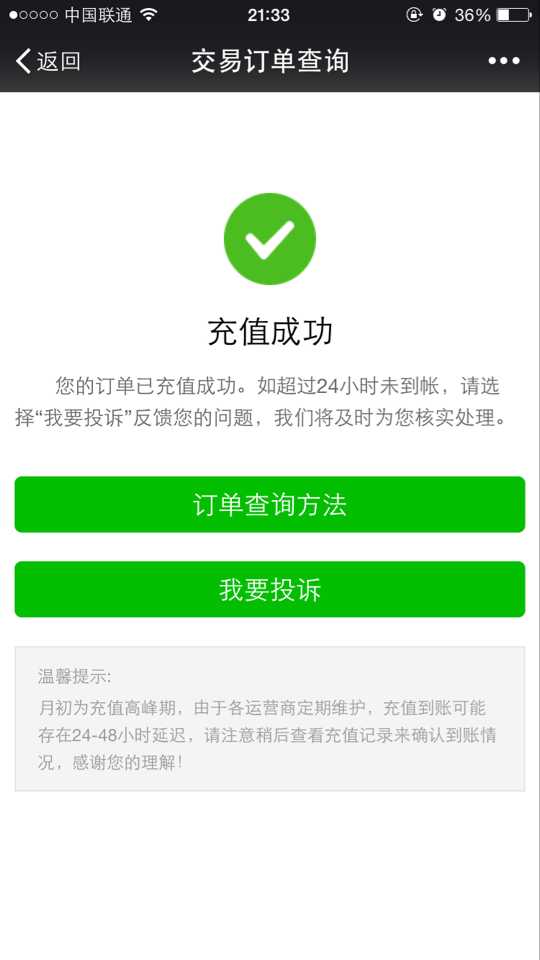 中国联通
21:33
36%
返回
交易订单查询
充值成功
您的订单已充值成功。如超过24小时未到帐，请选
择“我要投诉”反馈您的问题，我们将及时为您核实处理。
订单查询方法
我要投诉
温馨提示:
月初为充值高峰期，由于各运营商定期维护，充值到账可能
存在24-48小时延迟，请注意稍后查看充值记录来确认到账情
况，感谢您的理解！